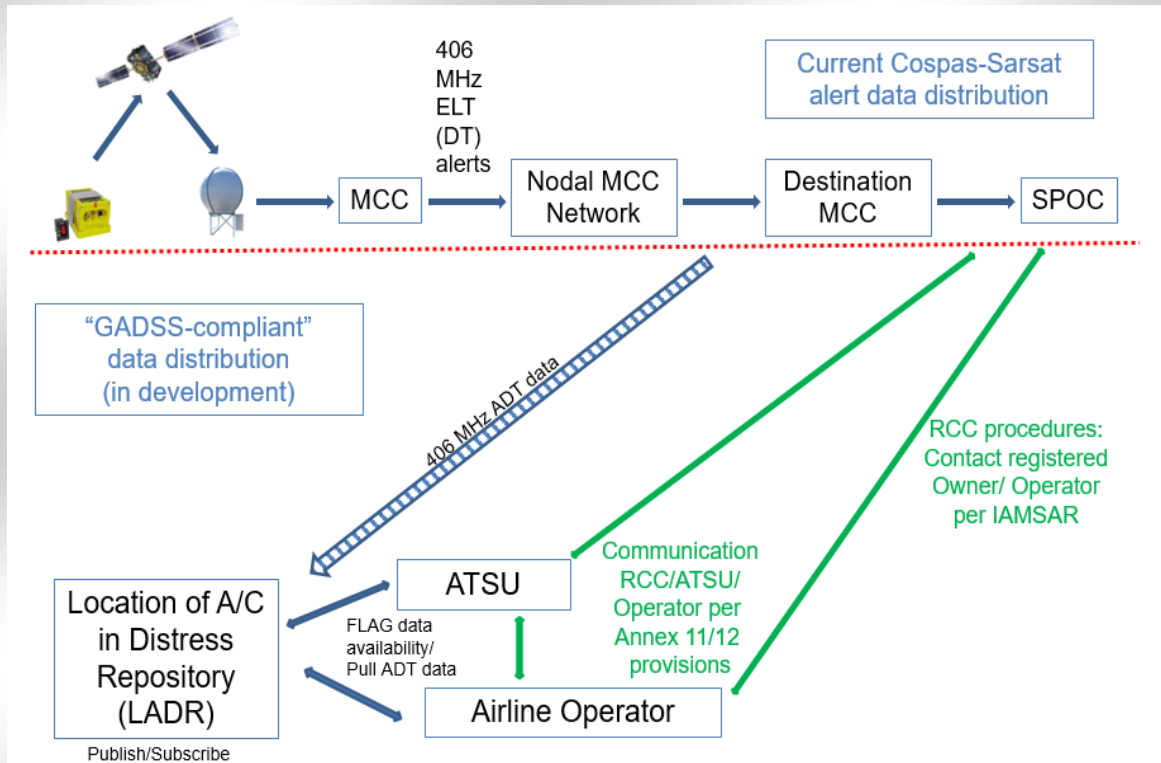 406
MHz
ELT
(DT)
alerts
Current Cospas-Sarsat
alert data distribution
MCC
Nodal MCC
Network
Destination
MCC
SPOC
“GADSS-compliant”
data distribution
(in development)
406 MHz ADT data
RCC procedures:
Contact registered
Owner/ Operator
per IAMSAR
Communication
RCC/ATSU/
Operator per
Annex 11/12
provisions
ATSU
Location of A/C
in Distress
Repository
(LADR)
FLAG data
availability/
Pull ADT data
Airline Operator
Publish/Subscribe